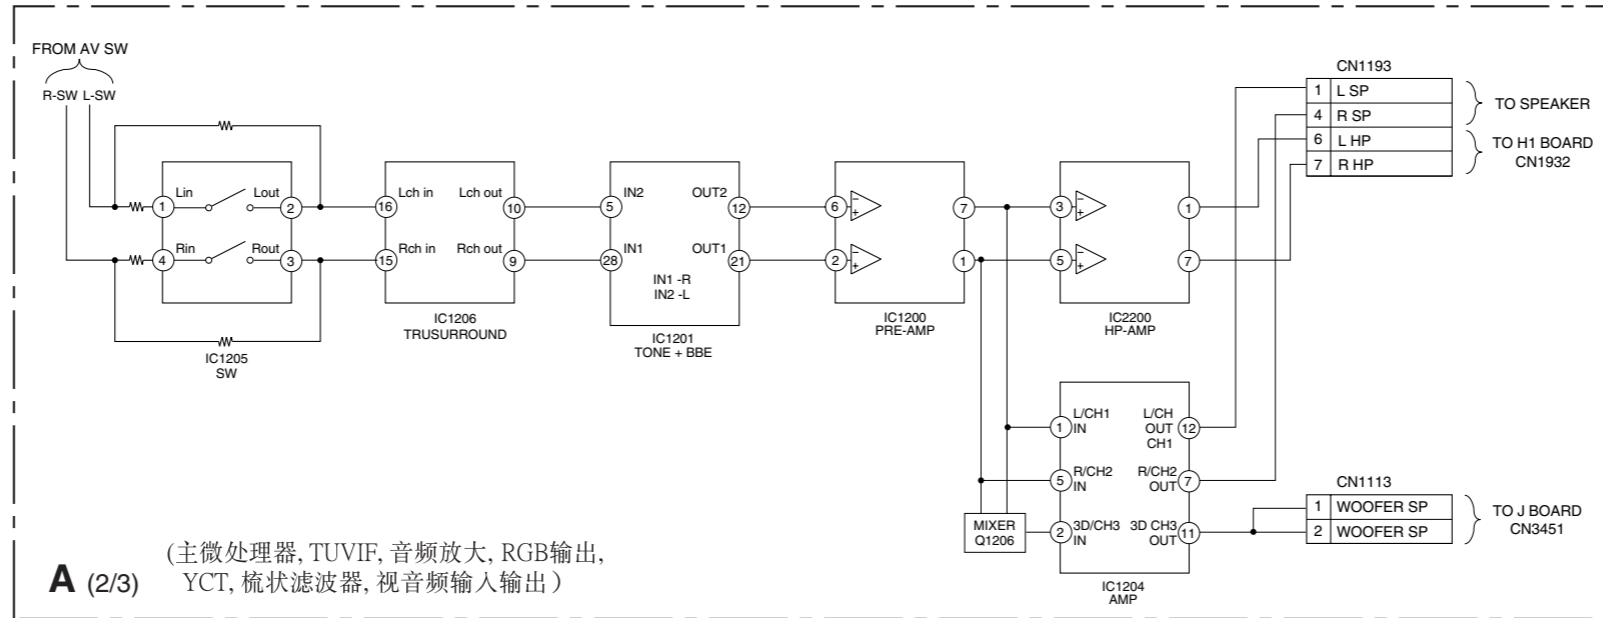 FROM AV SW
R-SW L-SW
Lin
Lout
1
2
Rin
Rout
4
3
IC1205
SW
Lch in
Lch out
16
10
Rch in
Rch out
15
9
IC1206
TRUSURROUND
IN2
OUT2
5
12
IN1
OUT1
28
21
IN1 -R
IN2 -L
IC1201
TONE + BBE
6
7
2
1
IC1200
PRE-AMP
3
1
5
7
IC2200
HP-AMP
CN1193
1 L SP
4 R SP
6 L HP
7 R HP
TO SPEAKER
TO H1 BOARD
CN1932
L/CH1
IN
1
L/CH
OUT
CH1
12
R/CH2
IN
5
R/CH2
OUT
7
MIXER
Q1206
3D/CH3
IN
2
3D CH3
OUT
11
IC1204
AMP
CN1113
1 WOOFER SP
2 WOOFER SP
TO J BOARD
CN3451
A (2/3)
(主微处理器, TUVIF, 音频放大, RGB输出,
YCT, 梳状滤波器, 视音频输入输出)